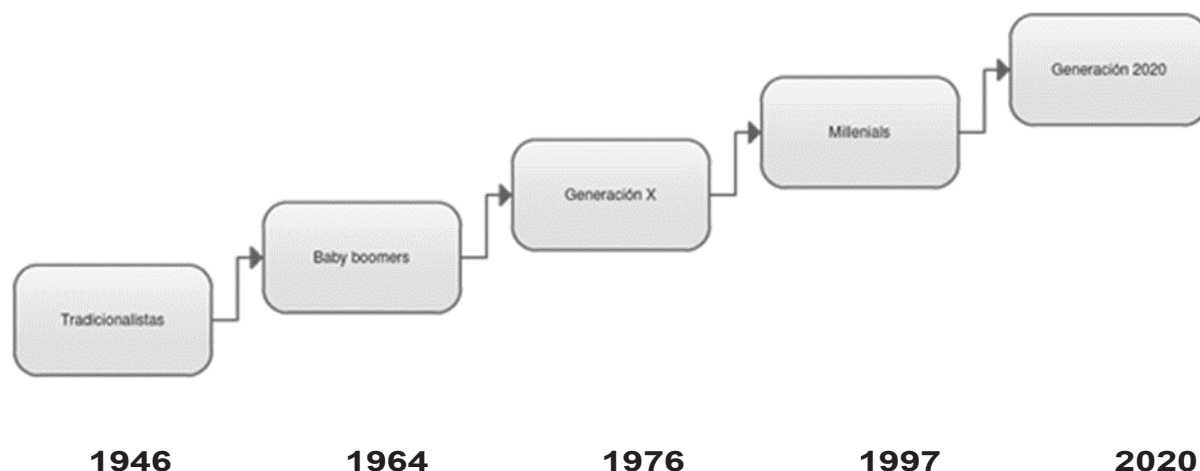 Generación 2020
Millenials
Generación X
Baby boomers
Tradicionalistas
1946 1964 1976 1997 2020